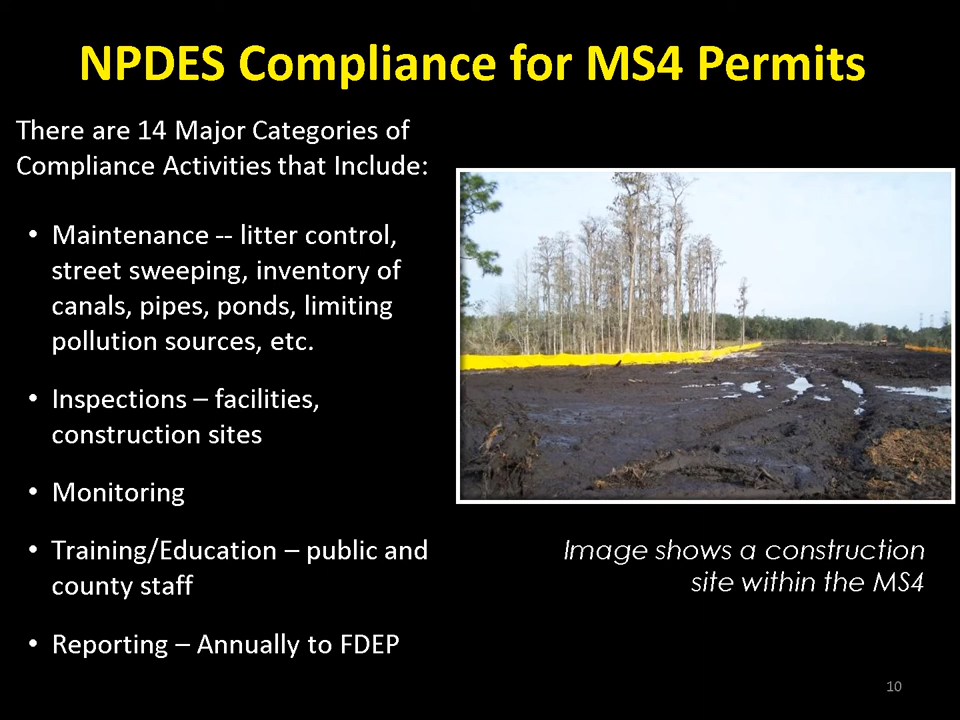 NPDES Compliance for MS4 Permits
There are 14 Major Categories of
Compliance Activities that Include:
• Maintenance -- litter control,
street sweeping, inventory of
canals, pipes, ponds, limiting
pollution sources, etc.
• Inspections – facilities,
construction sites
• Monitoring
• Training/Education – public and
county staff
• Reporting – Annually to FDEP
Image shows a construction
site within the MS4
10